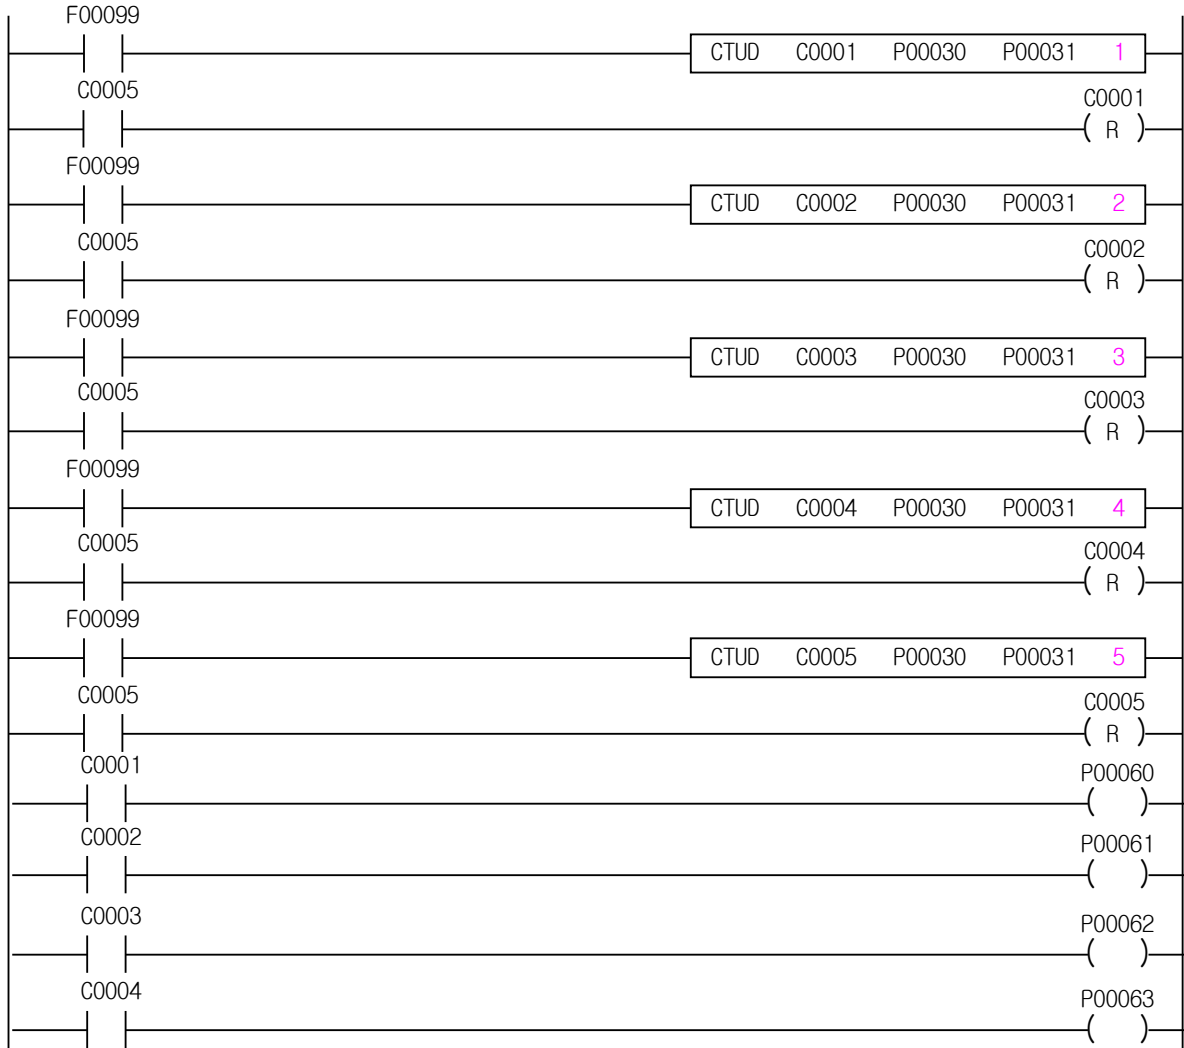 F00099
CTUD C0001 P00030 P00031 1
C0005
C0001
( R )
F00099
CTUD C0002 P00030 P00031 2
C0005
C0002
( R )
F00099
CTUD C0003 P00030 P00031 3
C0005
C0003
( R )
F00099
CTUD C0004 P00030 P00031 4
C0005
C0004
( R )
F00099
CTUD C0005 P00030 P00031 5
C0005
C0005
( R )
C0001
P00060
( )
C0002
P00061
( )
C0003
P00062
( )
C0004
P00063
( )